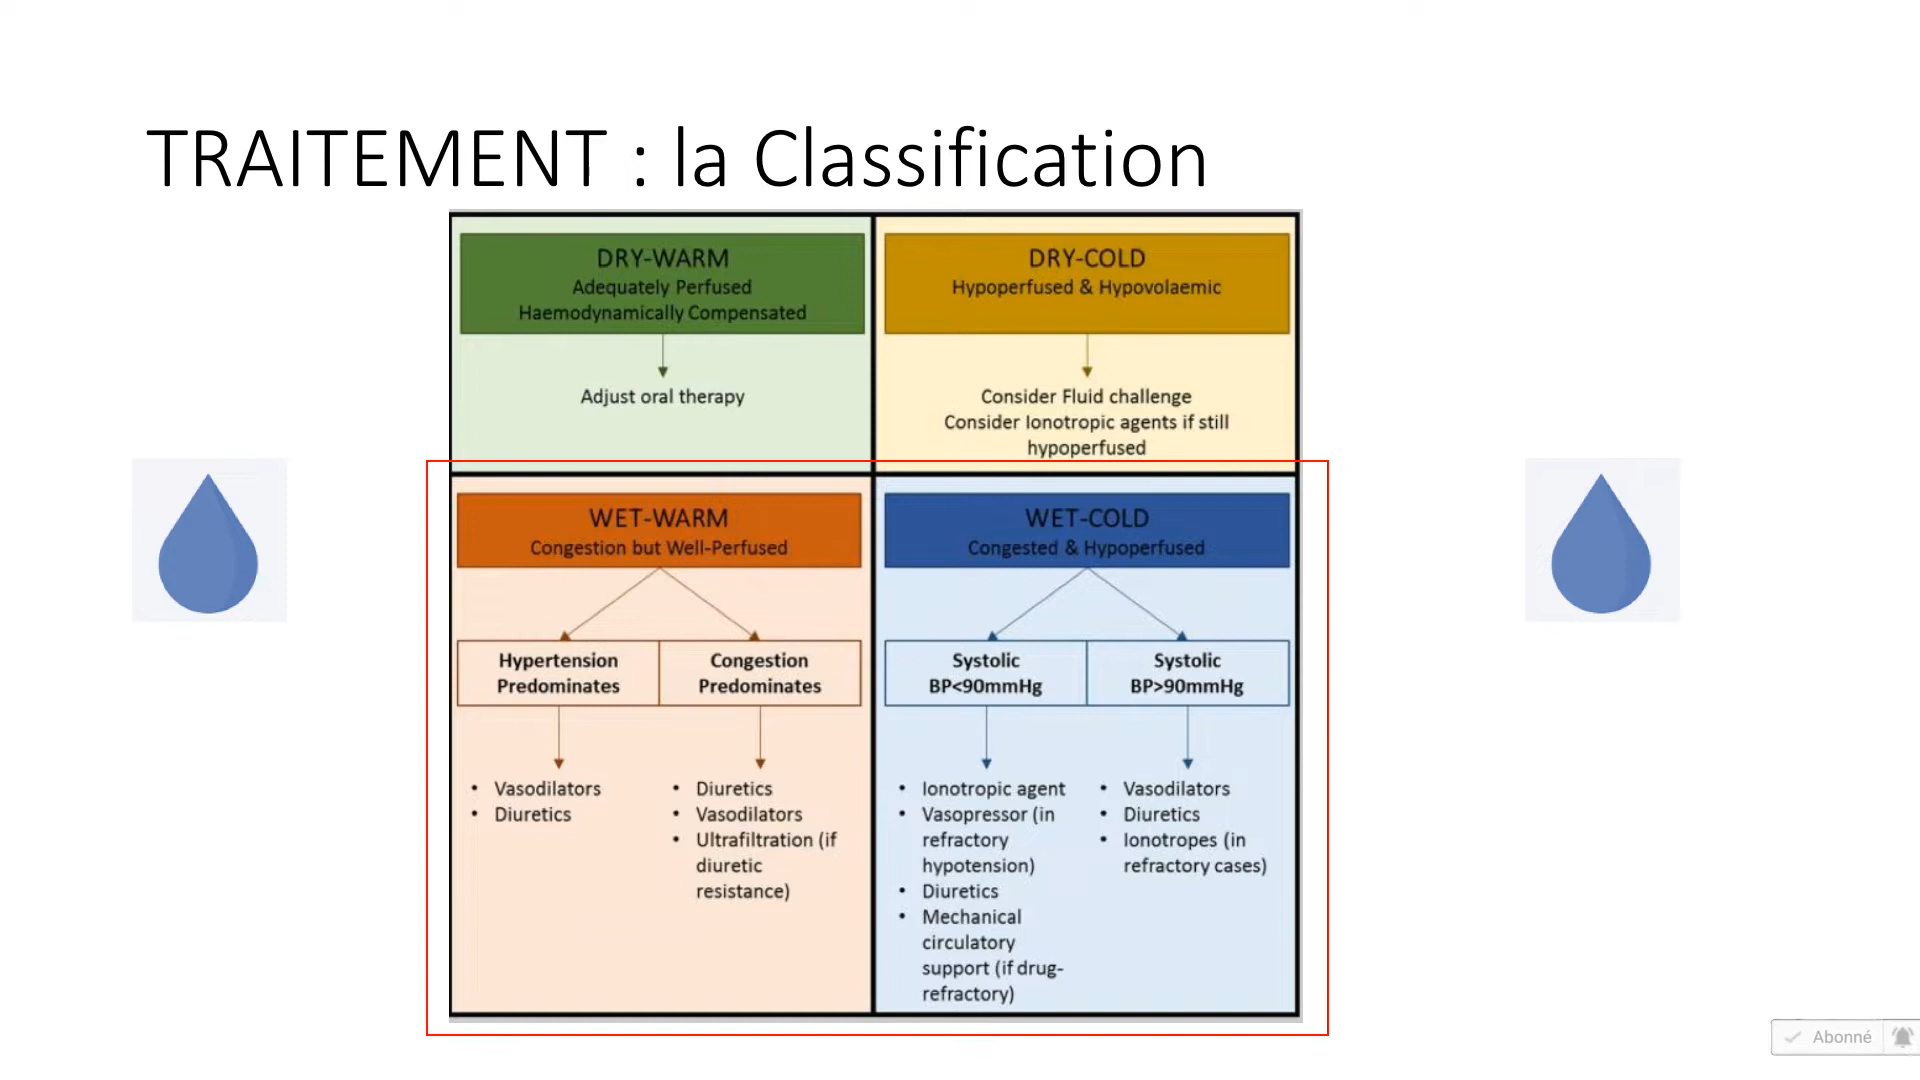 TRAITEMENT : la Classification
DRY-WARM
Adequately Perfused
Haemodynamically Compensated
Adjust oral therapy
DRY-COLD
Hypoperfused & Hypovolaemic
Consider Fluid challenge
Consider Ionotropic agents if still
hypoperfused
WET-WARM
Congestion but Well-Perfused
Hypertension
Predominates
• Vasodilators
• Diuretics
Congestion
Predominates
• Diuretics
• Vasodilators
• Ultrafiltration (if
diuretic
resistance)
WET-COLD
Congested & Hypoperfused
Systolic
BP<90mmHg
• Ionotropic agent
• Vasopressor (in
refractory
hypotension)
• Diuretics
• Mechanical
circulatory
support (if drug-
refractory)
Systolic
BP>90mmHg
• Vasodilators
• Diuretics
• Ionotropes (in
refractory cases)
Abonné